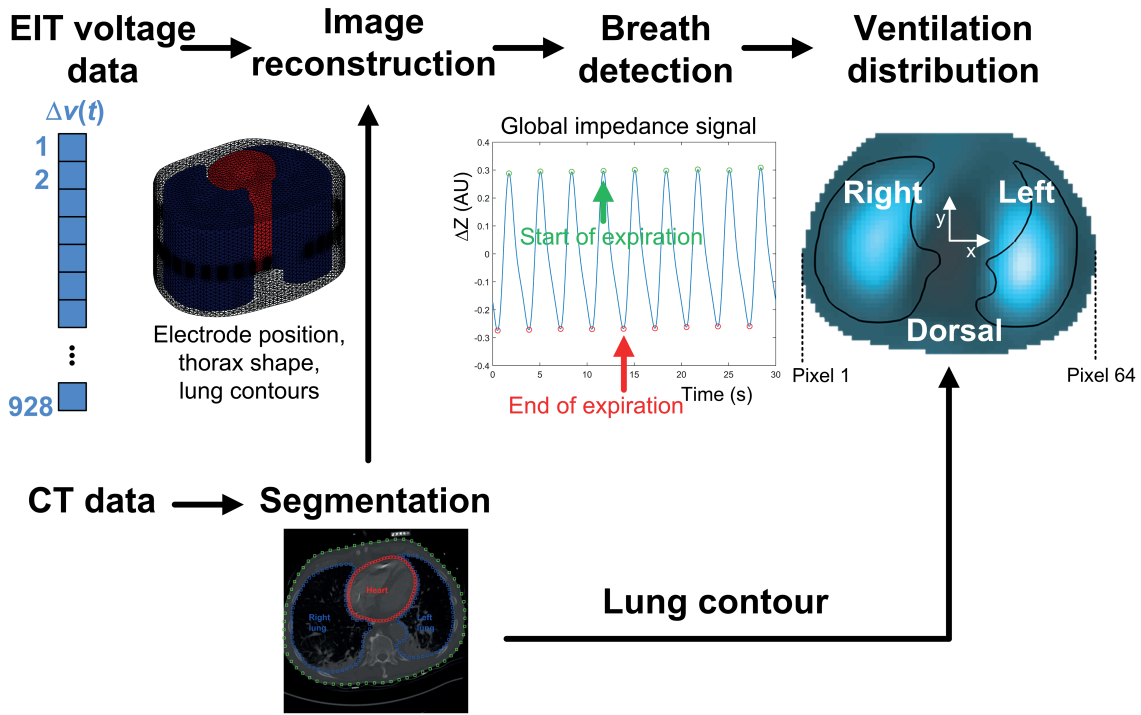 EIT voltage
data
Image
reconstruction
Breath
detection
Ventilation
distribution
Δv(t)
1
2
928
Electrode position,
thorax shape,
lung contours
Global impedance signal
ΔZ (AU)
0.4
0.3
0.2
0.1
0
-0.1
-0.2
-0.3
-0.4
Start of expiration
0
5
10
15
20
25
30
Time (s)
End of expiration
Right
Left
y
x
Dorsal
Pixel 1
Pixel 64
CT data
Segmentation
Heart
Right
lung
Left
lung
Lung contour